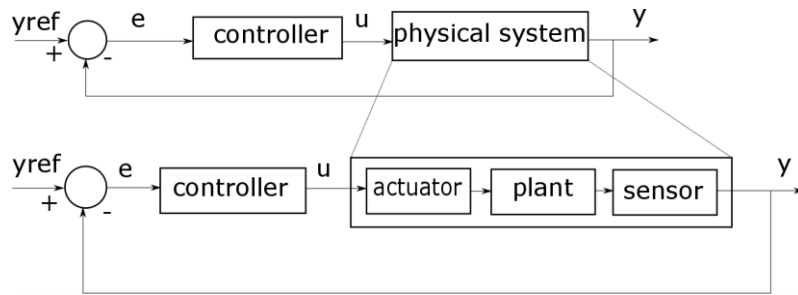 yref
+
-
e
controller
u
physical system
y
yref
+
-
e
controller
u
actuator
plant
sensor
y